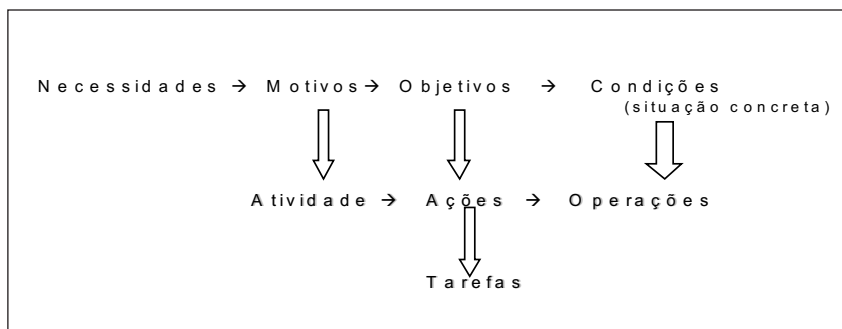 Necessidades → Motivos → Objetivos → Condições
(situação concreta)
Atividade → Ações → Operações
Tarefas